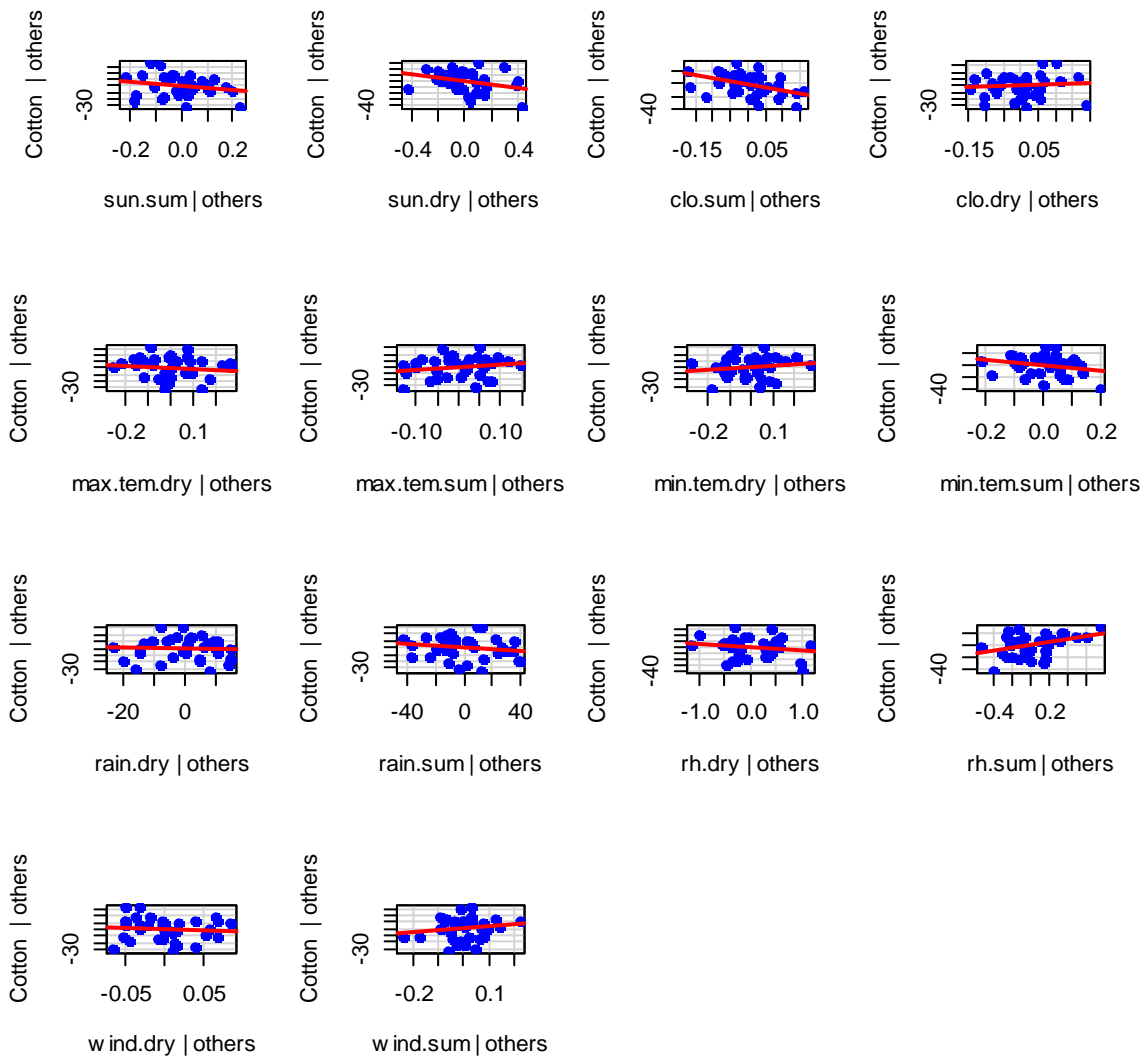 Cotton | others
-30
-0.2 0.0 0.2
sun.sum | others
Cotton | others
-40
-0.4 0.0 0.4
sun.dry | others
Cotton | others
-40
-0.15 0.05
clo.sum | others
Cotton | others
-30
-0.15 0.05
clo.dry | others
Cotton | others
-30
-0.2 0.1
max.tem.dry | others
Cotton | others
-30
-0.10 0.10
max.tem.sum | others
Cotton | others
-30
-0.2 0.1
min.tem.dry | others
Cotton | others
-40
-0.2 0.0 0.2
min.tem.sum | others
Cotton | others
-30
-20 0
rain.dry | others
Cotton | others
-30
-40 0 40
rain.sum | others
Cotton | others
-40
-1.0 0.0 1.0
rh.dry | others
Cotton | others
-40
-0.4 0.2
rh.sum | others
Cotton | others
-30
-0.05 0.05
wind.dry | others
Cotton | others
-30
-0.2 0.1
wind.sum | others